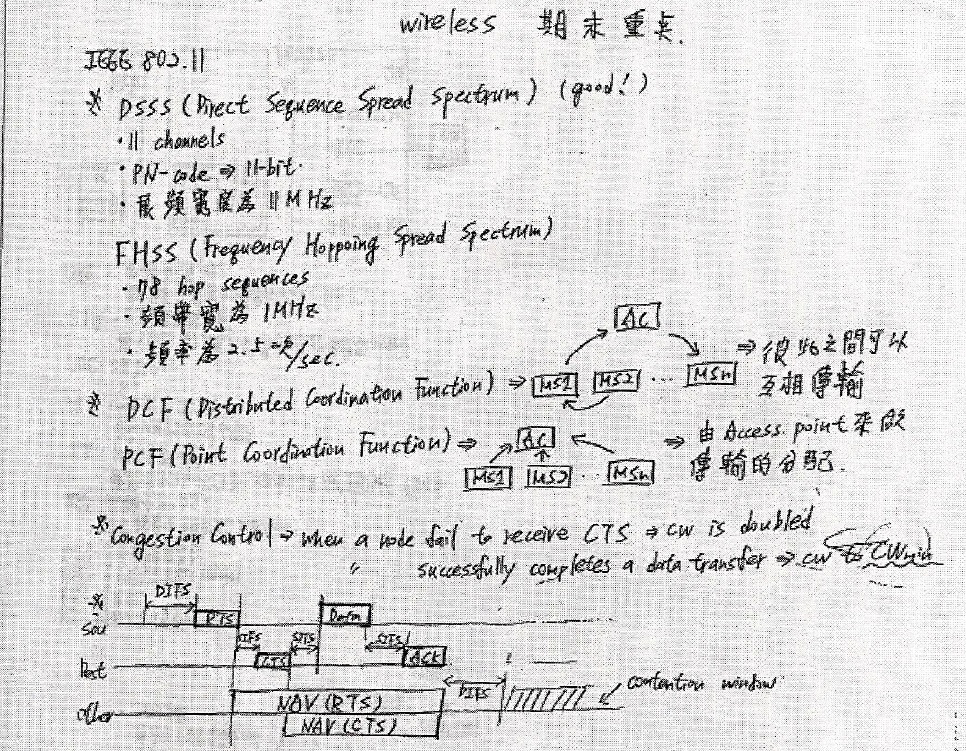 wireless 期末重点.
IEEE 802.11
※ DSSS (Direct Sequence Spread Spectrum) (good!)
・11 channels
・PN-code ⇒ 11-bit.
・展頻寬度為 11 MHz
FHSS (Frequency Hoppoing Spread Spectrum)
・78 hop sequences
・頻帶寬為 1MHz
・頻率為 2.5次/sec.
※ DCF (Distributed Coordination Function) ⇒
AC
MS1 MS2 ... MSn
⇒ 彼此之間可以
互相傳輸
PCF (Point Coordination Function) ⇒
AC
MS1 MS2 ... MSn
⇒ 由 Access point 來做
傳輸的分配.
※ Congestion Control ⇒ when a node fail to receive CTS ⇒ cw is doubled
〃 successfully completes a data transfer ⇒ cw to CWmin
※
DIFS
Sou RTS Data
SIFS SIFS SIFS
Dest CTS ACK
DIFS
contention window
Other NAV (RTS)
NAV (CTS)